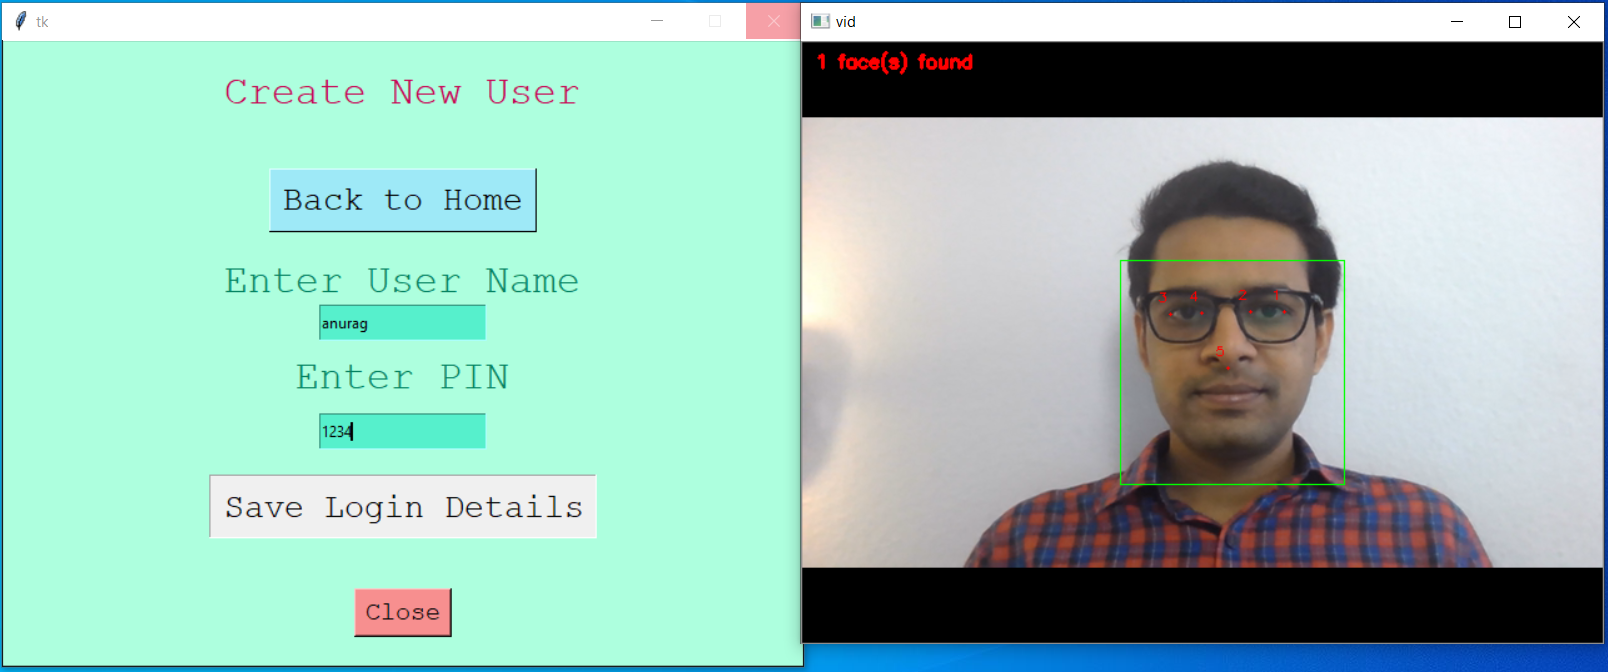 tk
Create New User
Back to Home
Enter User Name
anurag
Enter PIN
1234
Save Login Details
Close
vid
1 face(s) found
3 4 2 1
5